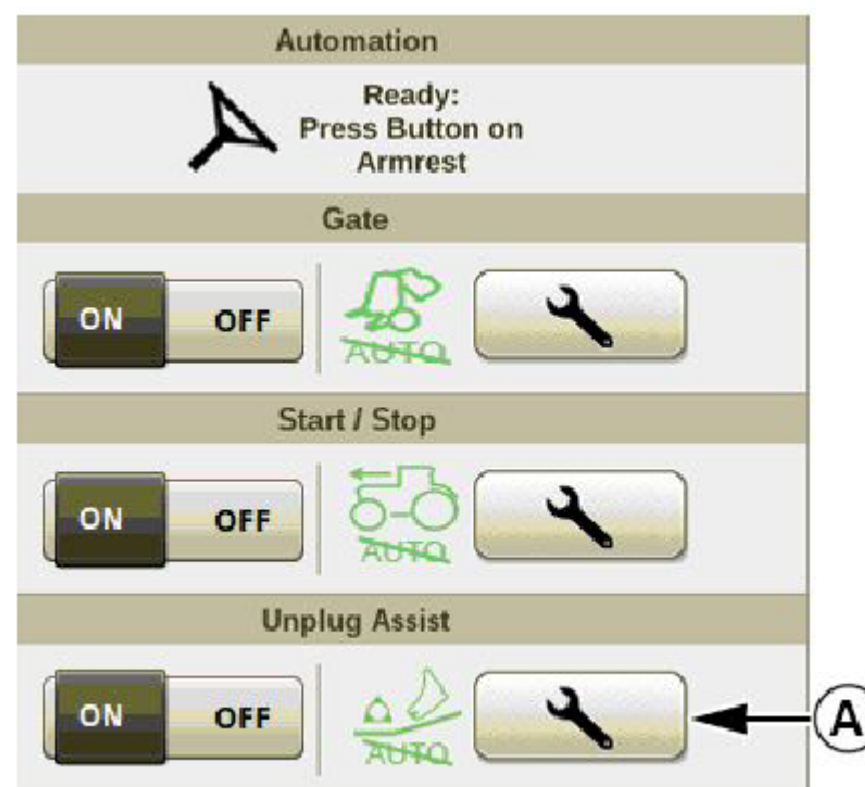 Automation
Ready:
Press Button on
Armrest
Gate
ON OFF
AUTO
Start / Stop
ON OFF
AUTO
Unplug Assist
ON OFF
AUTO
A